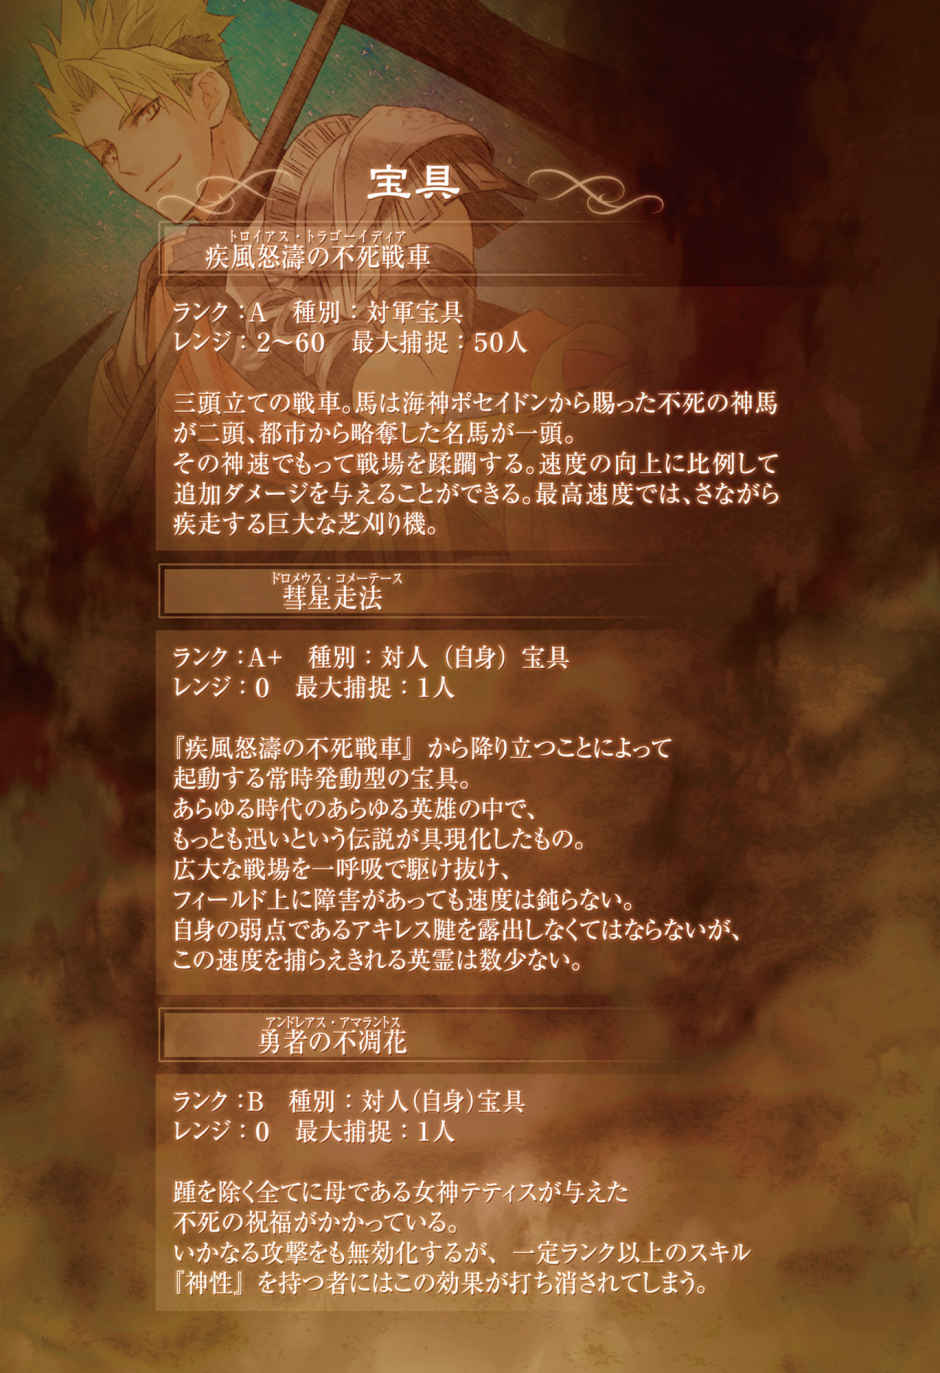 宝具
トロイアス・トラゴーイディア
疾風怒濤の不死戦車
ランク：A　種別：対軍宝具
レンジ：2～60　最大捕捉：50人
三頭立ての戦車。馬は海神ポセイドンから賜った不死の神馬
が二頭、都市から略奪した名馬が一頭。
その神速でもって戦場を蹂躙する。速度の向上に比例して
追加ダメージを与えることができる。最高速度では、さながら
疾走する巨大な芝刈り機。
ドロメウス・コメーテース
彗星走法
ランク：A+　種別：対人（自身）宝具
レンジ：0　最大捕捉：1人
『疾風怒濤の不死戦車』から降り立つことによって
起動する常時発動型の宝具。
あらゆる時代のあらゆる英雄の中で、
もっとも迅いという伝説が具現化したもの。
広大な戦場を一呼吸で駆け抜け、
フィールド上に障害があっても速度は鈍らない。
自身の弱点であるアキレス腱を露出しなくてはならないが、
この速度を捕らえきれる英霊は数少ない。
アンドレアス・アマラントス
勇者の不凋花
ランク：B　種別：対人（自身）宝具
レンジ：0　最大捕捉：1人
踵を除く全てに母である女神テティスが与えた
不死の祝福がかかっている。
いかなる攻撃をも無効化するが、一定ランク以上のスキル
『神性』を持つ者にはこの効果が打ち消されてしまう。